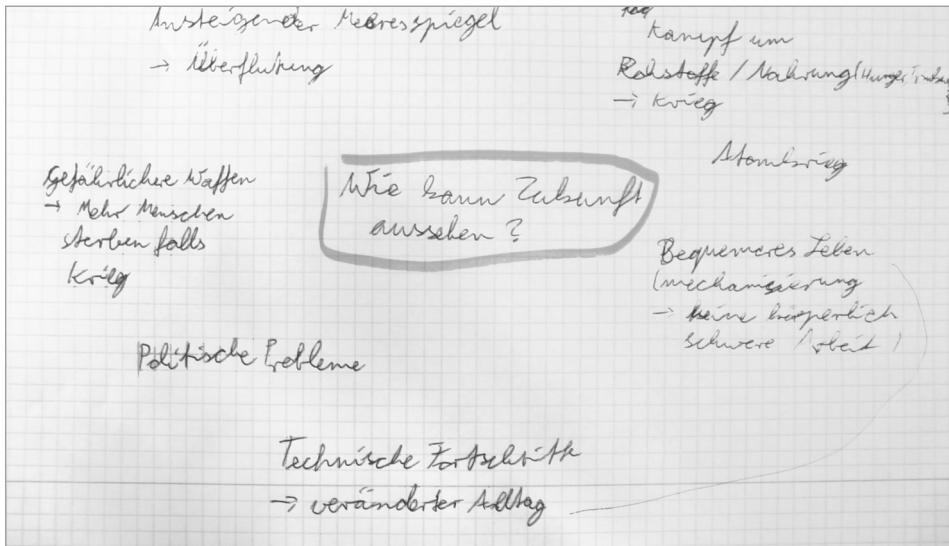 Ansteigender Meeresspiegel
→ Überflutung
Kampf um
Rohstoffe / Nahrung (Hunger
→ Krieg
Atomkrieg
Gefährlichere Waffen
→ Mehr Menschen
sterben falls
Krieg
Wie kann Zukunft
aussehen?
Bequemeres Leben
(mechanisierung
→ keine körperlich
schwere Arbeit)
Politische Probleme
Technische Fortschritte
→ veränderter Alltag